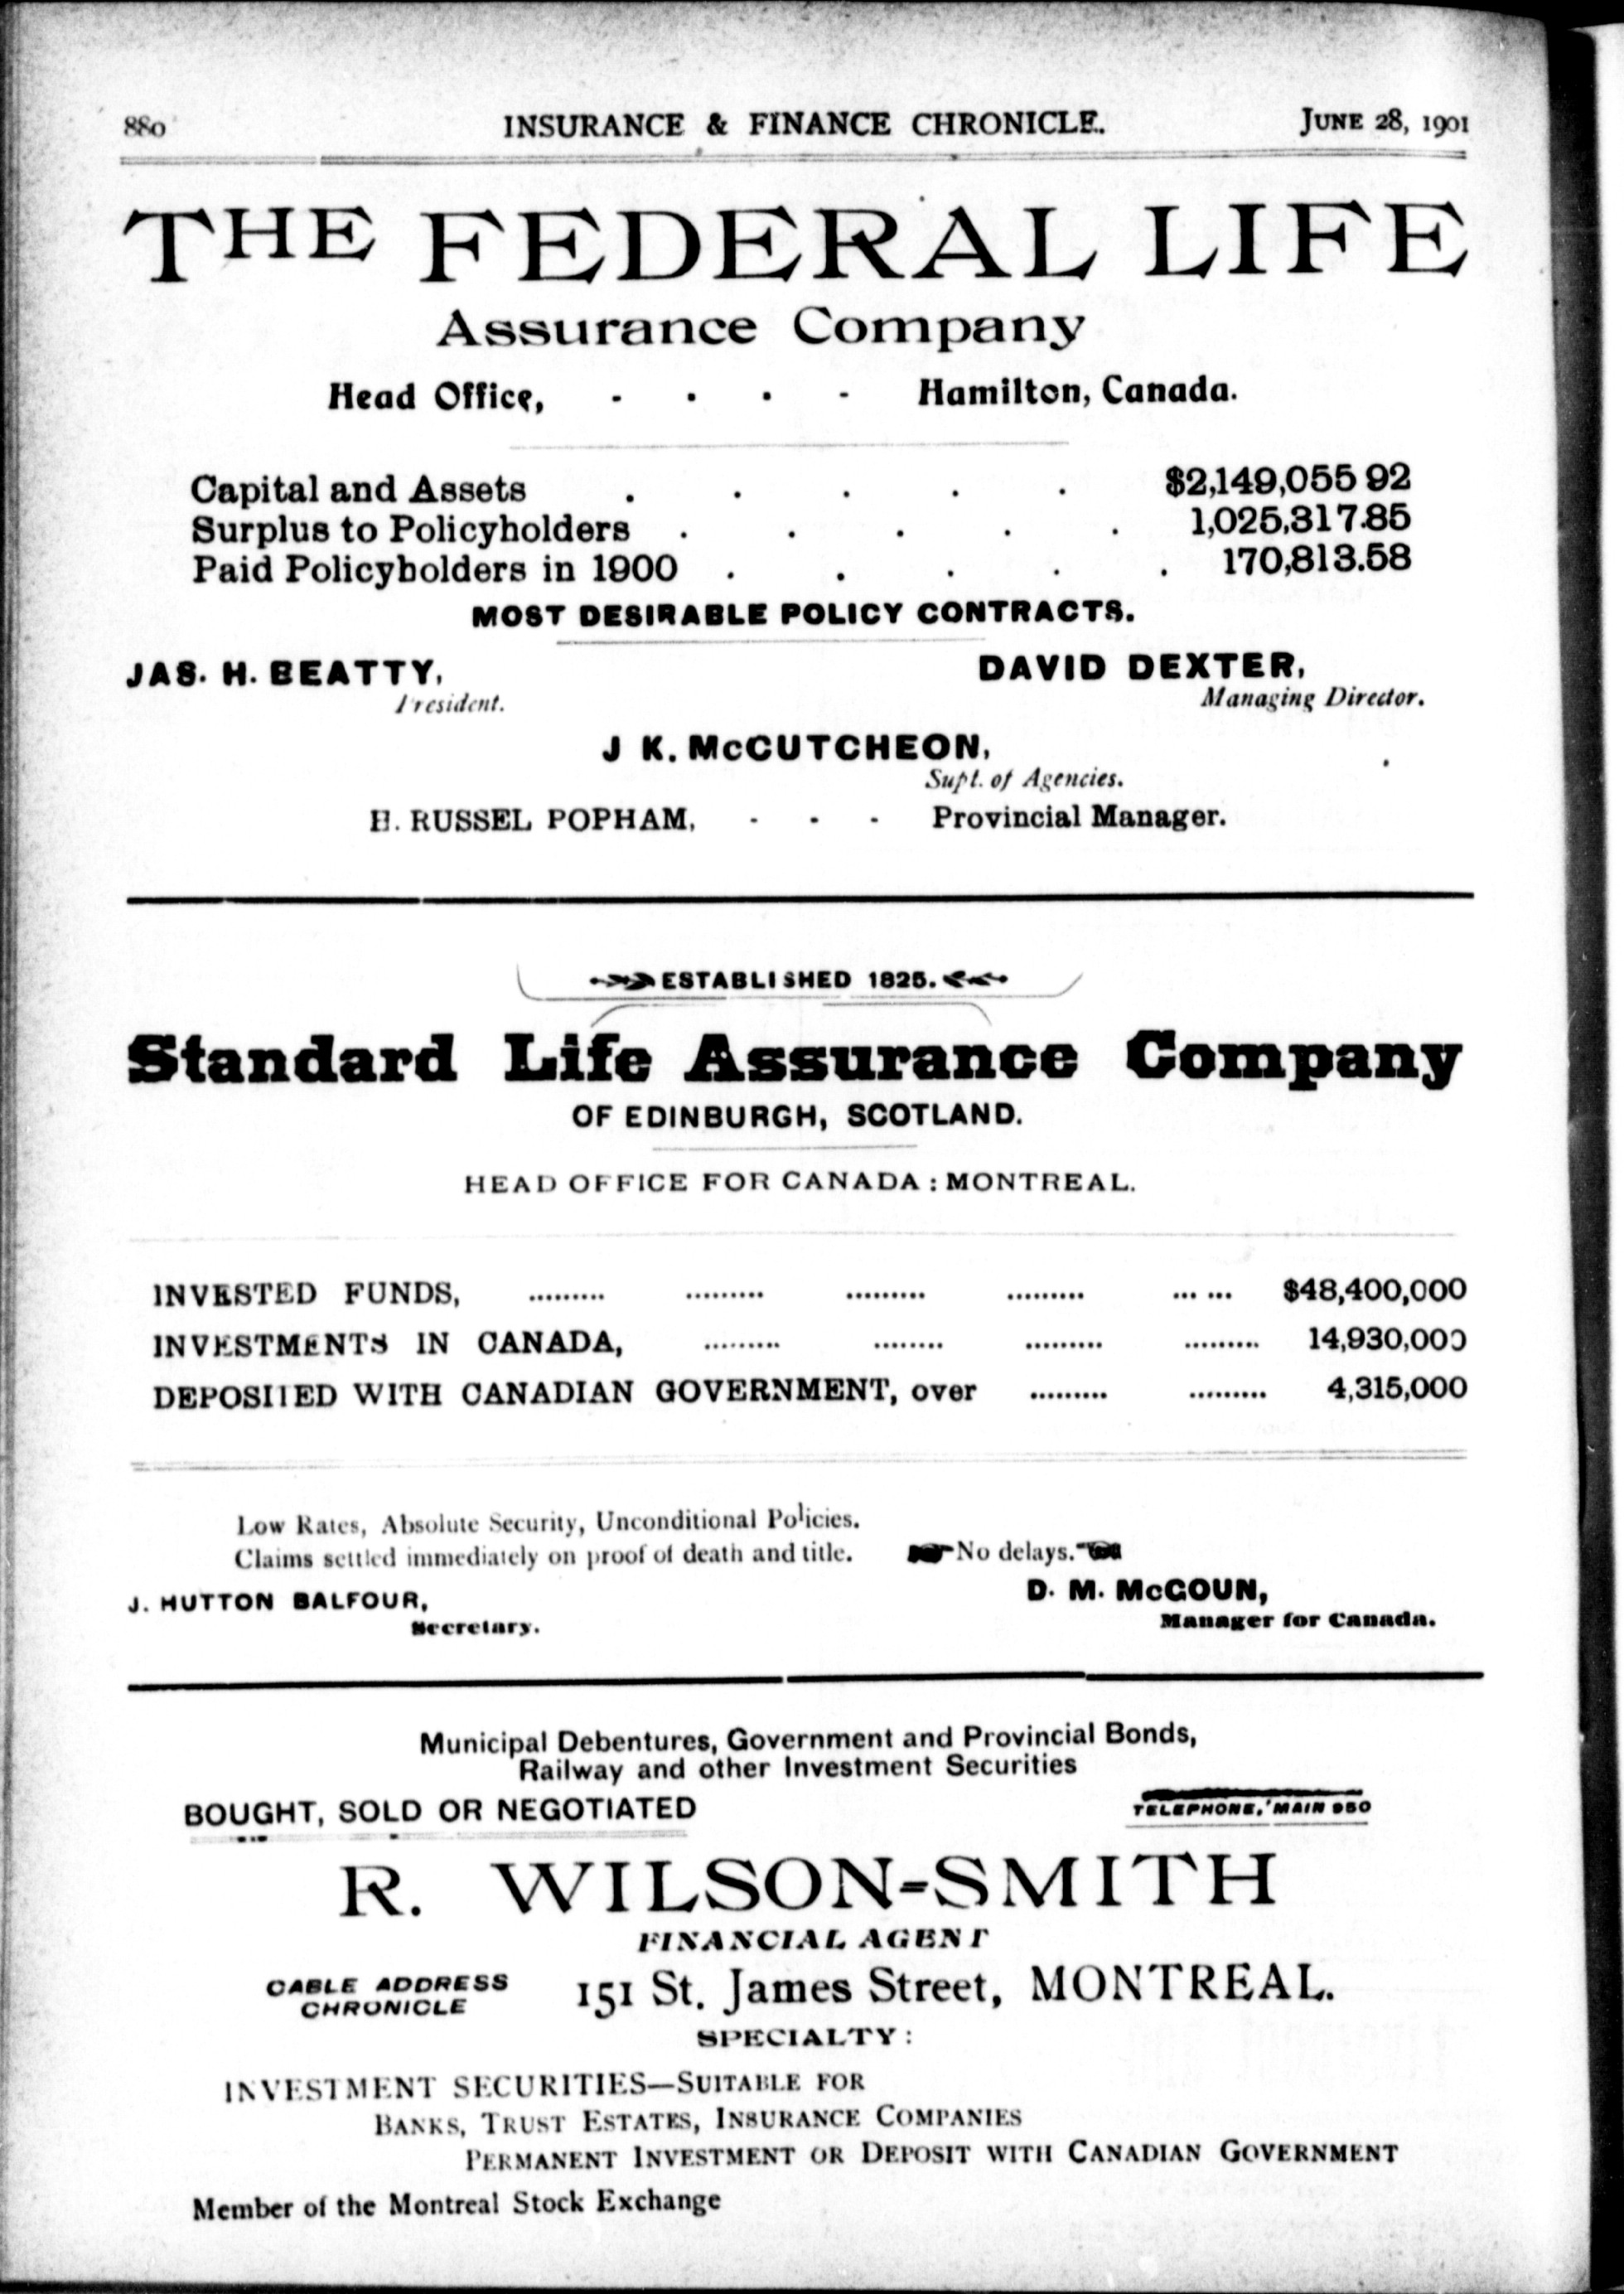 880 INSURANCE & FINANCE CHRONICLE. JUNE 28, 1901
THE FEDERAL LIFE
Assurance Company
Head Office, - - - - Hamilton, Canada.
Capital and Assets . . . . . $2,149,055 92
Surplus to Policyholders . . . . . 1,025,317.85
Paid Policyholders in 1900 . . . . . 170,813.58
MOST DESIRABLE POLICY CONTRACTS.
JAS. H. BEATTY, DAVID DEXTER,
President. Managing Director.
J K. McCUTCHEON,
Supt. of Agencies.
H. RUSSEL POPHAM, - - - Provincial Manager.
ESTABLISHED 1825.
Standard Life Assurance Company
OF EDINBURGH, SCOTLAND.
HEAD OFFICE FOR CANADA : MONTREAL.
INVESTED FUNDS, ......... ......... ......... ......... ... ... $48,400,000
INVESTMENTS IN CANADA, ......... ........ ......... ......... 14,930,000
DEPOSITED WITH CANADIAN GOVERNMENT, over ......... ......... 4,315,000
Low Rates, Absolute Security, Unconditional Policies.
Claims settled immediately on proof of death and title. No delays.
J. HUTTON BALFOUR, D. M. McGOUN,
Secretary. Manager for Canada.
Municipal Debentures, Government and Provincial Bonds,
Railway and other Investment Securities
BOUGHT, SOLD OR NEGOTIATED TELEPHONE, MAIN 950
R. WILSON-SMITH
FINANCIAL AGENT
CABLE ADDRESS
CHRONICLE
151 St. James Street, MONTREAL.
SPECIALTY :
INVESTMENT SECURITIES—SUITABLE FOR
BANKS, TRUST ESTATES, INSURANCE COMPANIES
PERMANENT INVESTMENT OR DEPOSIT WITH CANADIAN GOVERNMENT
Member of the Montreal Stock Exchange